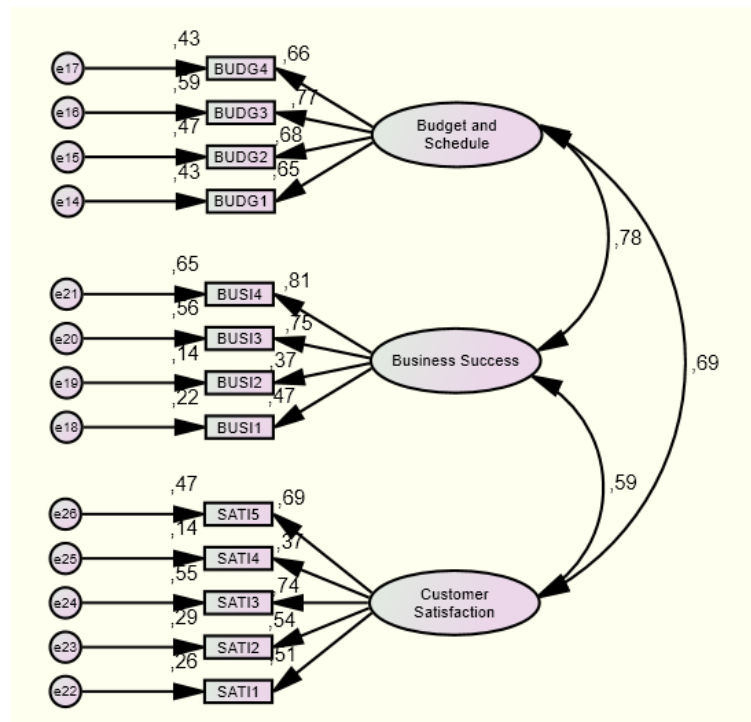 ,43
,66
e17
BUDG4
,59
,77
e16
BUDG3
,47
,68
e15
BUDG2
,43
,65
e14
BUDG1
Budget and
Schedule
,78
,65
,81
e21
BUSI4
,56
,75
e20
BUSI3
,14
,37
e19
BUSI2
,22
,47
e18
BUSI1
Business Success
,69
,59
,47
,69
e26
SATI5
,14
,37
e25
SATI4
,55
,74
e24
SATI3
,29
,54
e23
SATI2
,26
,51
e22
SATI1
Customer
Satisfaction